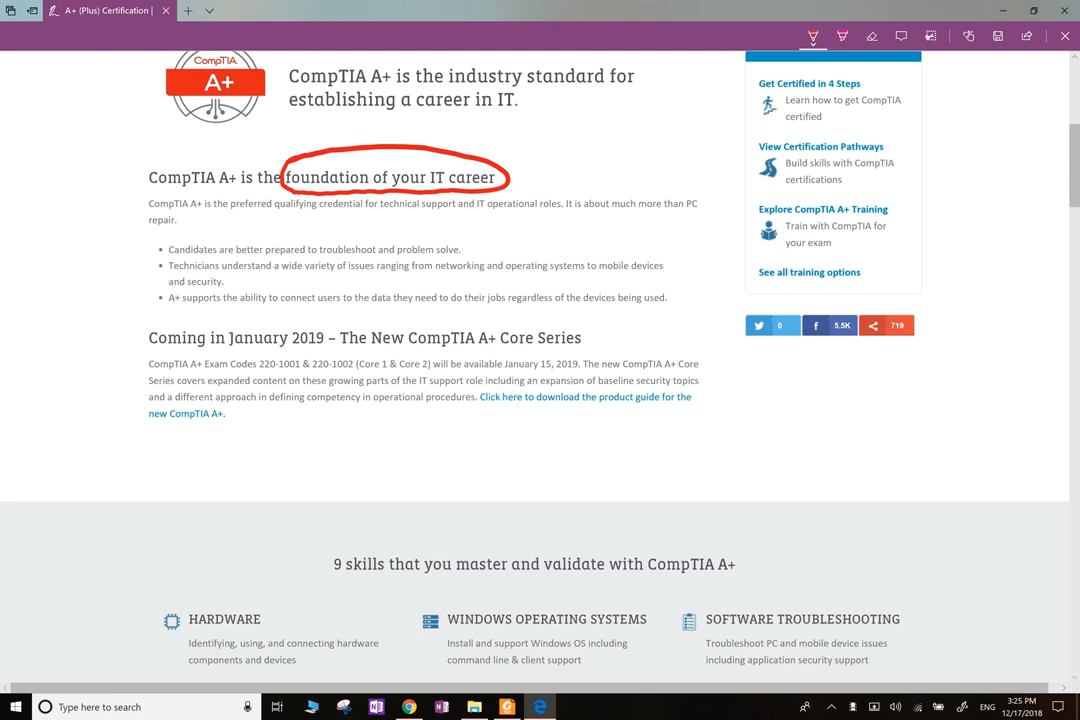 A+ (Plus) Certification |
CompTIA
A+
CompTIA A+ is the industry standard for
establishing a career in IT.
CompTIA A+ is the foundation of your IT career
CompTIA A+ is the preferred qualifying credential for technical support and IT operational roles. It is about much more than PC
repair.
• Candidates are better prepared to troubleshoot and problem solve.
• Technicians understand a wide variety of issues ranging from networking and operating systems to mobile devices
and security.
• A+ supports the ability to connect users to the data they need to do their jobs regardless of the devices being used.
Coming in January 2019 – The New CompTIA A+ Core Series
CompTIA A+ Exam Codes 220-1001 & 220-1002 (Core 1 & Core 2) will be available January 15, 2019. The new CompTIA A+ Core
Series covers expanded content on these growing parts of the IT support role including an expansion of baseline security topics
and a different approach in defining competency in operational procedures. Click here to download the product guide for the
new CompTIA A+.
Get Certified in 4 Steps
Learn how to get CompTIA
certified
View Certification Pathways
Build skills with CompTIA
certifications
Explore CompTIA A+ Training
Train with CompTIA for
your exam
See all training options
0
5.5K
719
9 skills that you master and validate with CompTIA A+
HARDWARE
Identifying, using, and connecting hardware
components and devices
WINDOWS OPERATING SYSTEMS
Install and support Windows OS including
command line & client support
SOFTWARE TROUBLESHOOTING
Troubleshoot PC and mobile device issues
including application security support
Type here to search
ENG
3:25 PM
12/17/2018